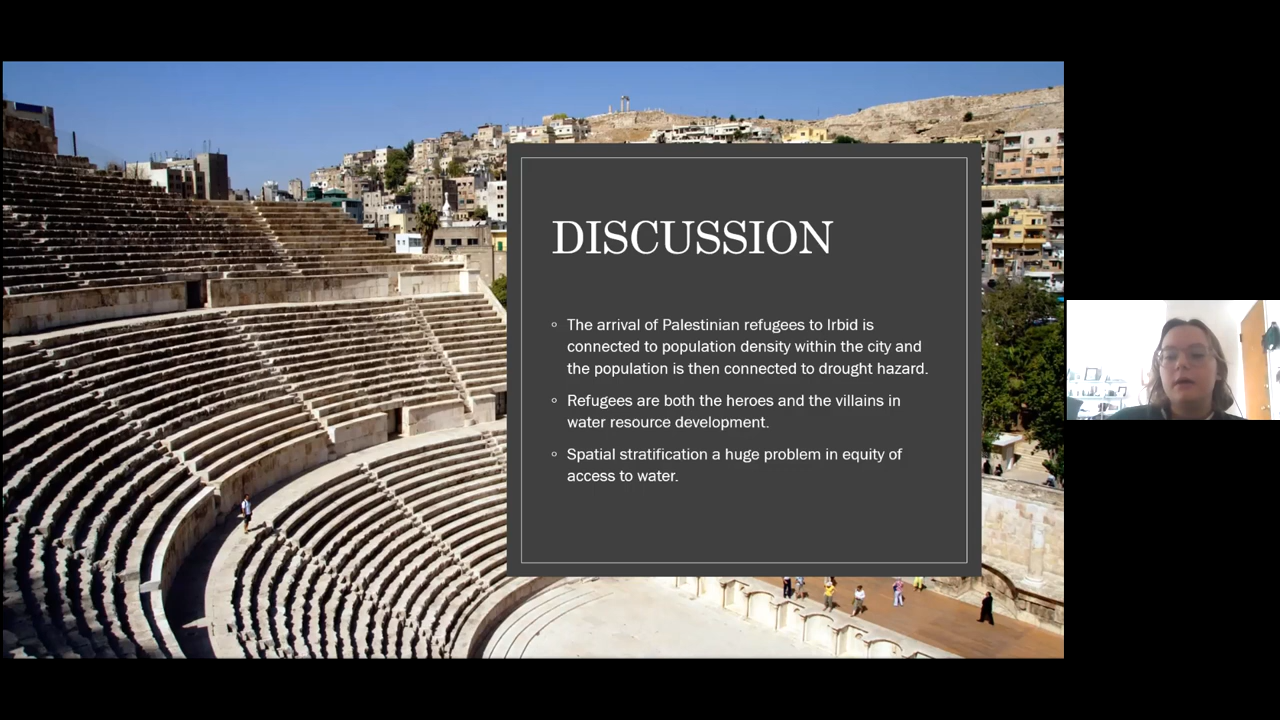 DISCUSSION
The arrival of Palestinian refugees to Irbid is
connected to population density within the city and
the population is then connected to drought hazard.
Refugees are both the heroes and the villains in
water resource development.
Spatial stratification a huge problem in equity of
access to water.